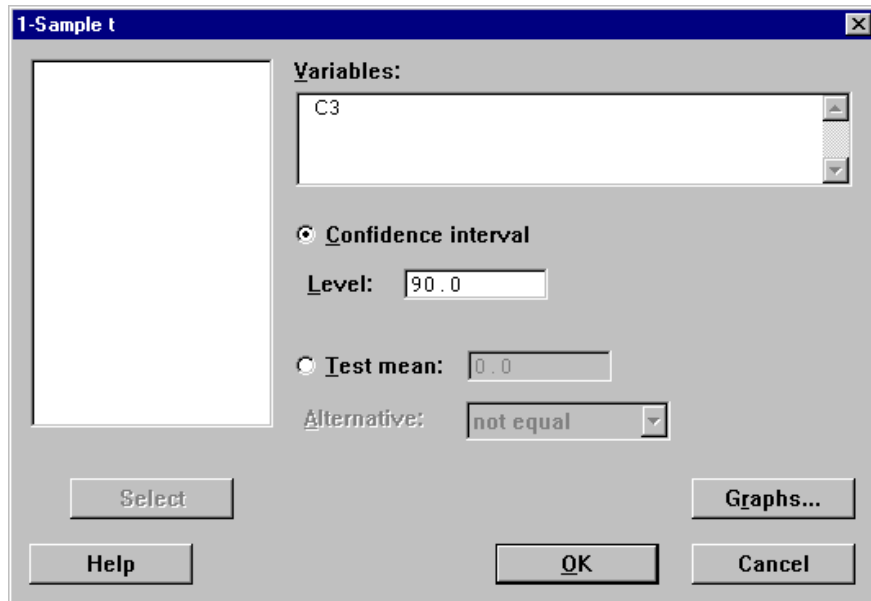 1-Sample t
Variables:
C3
Confidence interval
Level: 90.0
Test mean: 0.0
Alternative: not equal
Select
Graphs...
Help
OK
Cancel